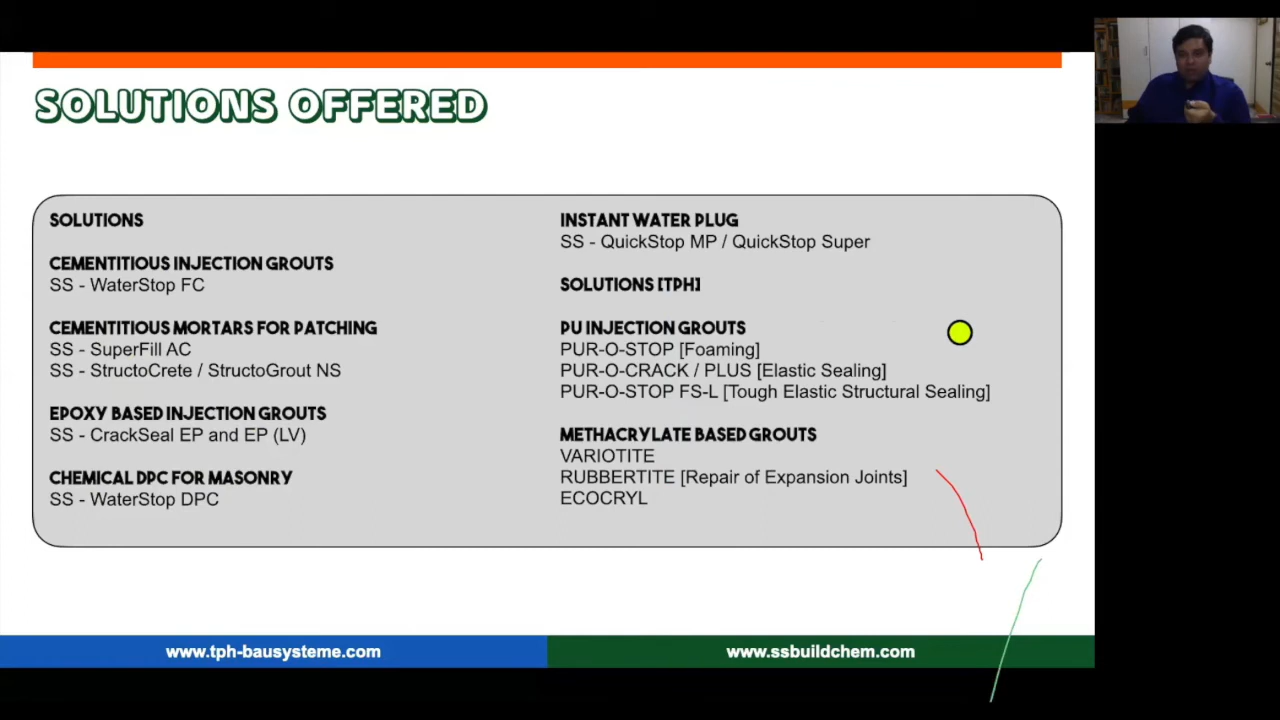 SOLUTIONS OFFERED
SOLUTIONS
CEMENTITIOUS INJECTION GROUTS
SS - WaterStop FC
CEMENTITIOUS MORTARS FOR PATCHING
SS - SuperFill AC
SS - StructoCrete / StructoGrout NS
EPOXY BASED INJECTION GROUTS
SS - CrackSeal EP and EP (LV)
CHEMICAL DPC FOR MASONRY
SS - WaterStop DPC
INSTANT WATER PLUG
SS - QuickStop MP / QuickStop Super
SOLUTIONS [TPH]
PU INJECTION GROUTS
PUR-O-STOP [Foaming]
PUR-O-CRACK / PLUS [Elastic Sealing]
PUR-O-STOP FS-L [Tough Elastic Structural Sealing]
METHACRYLATE BASED GROUTS
VARIOTITE
RUBBERTITE [Repair of Expansion Joints]
ECOCRYL
www.tph-bausysteme.com
www.ssbuildchem.com